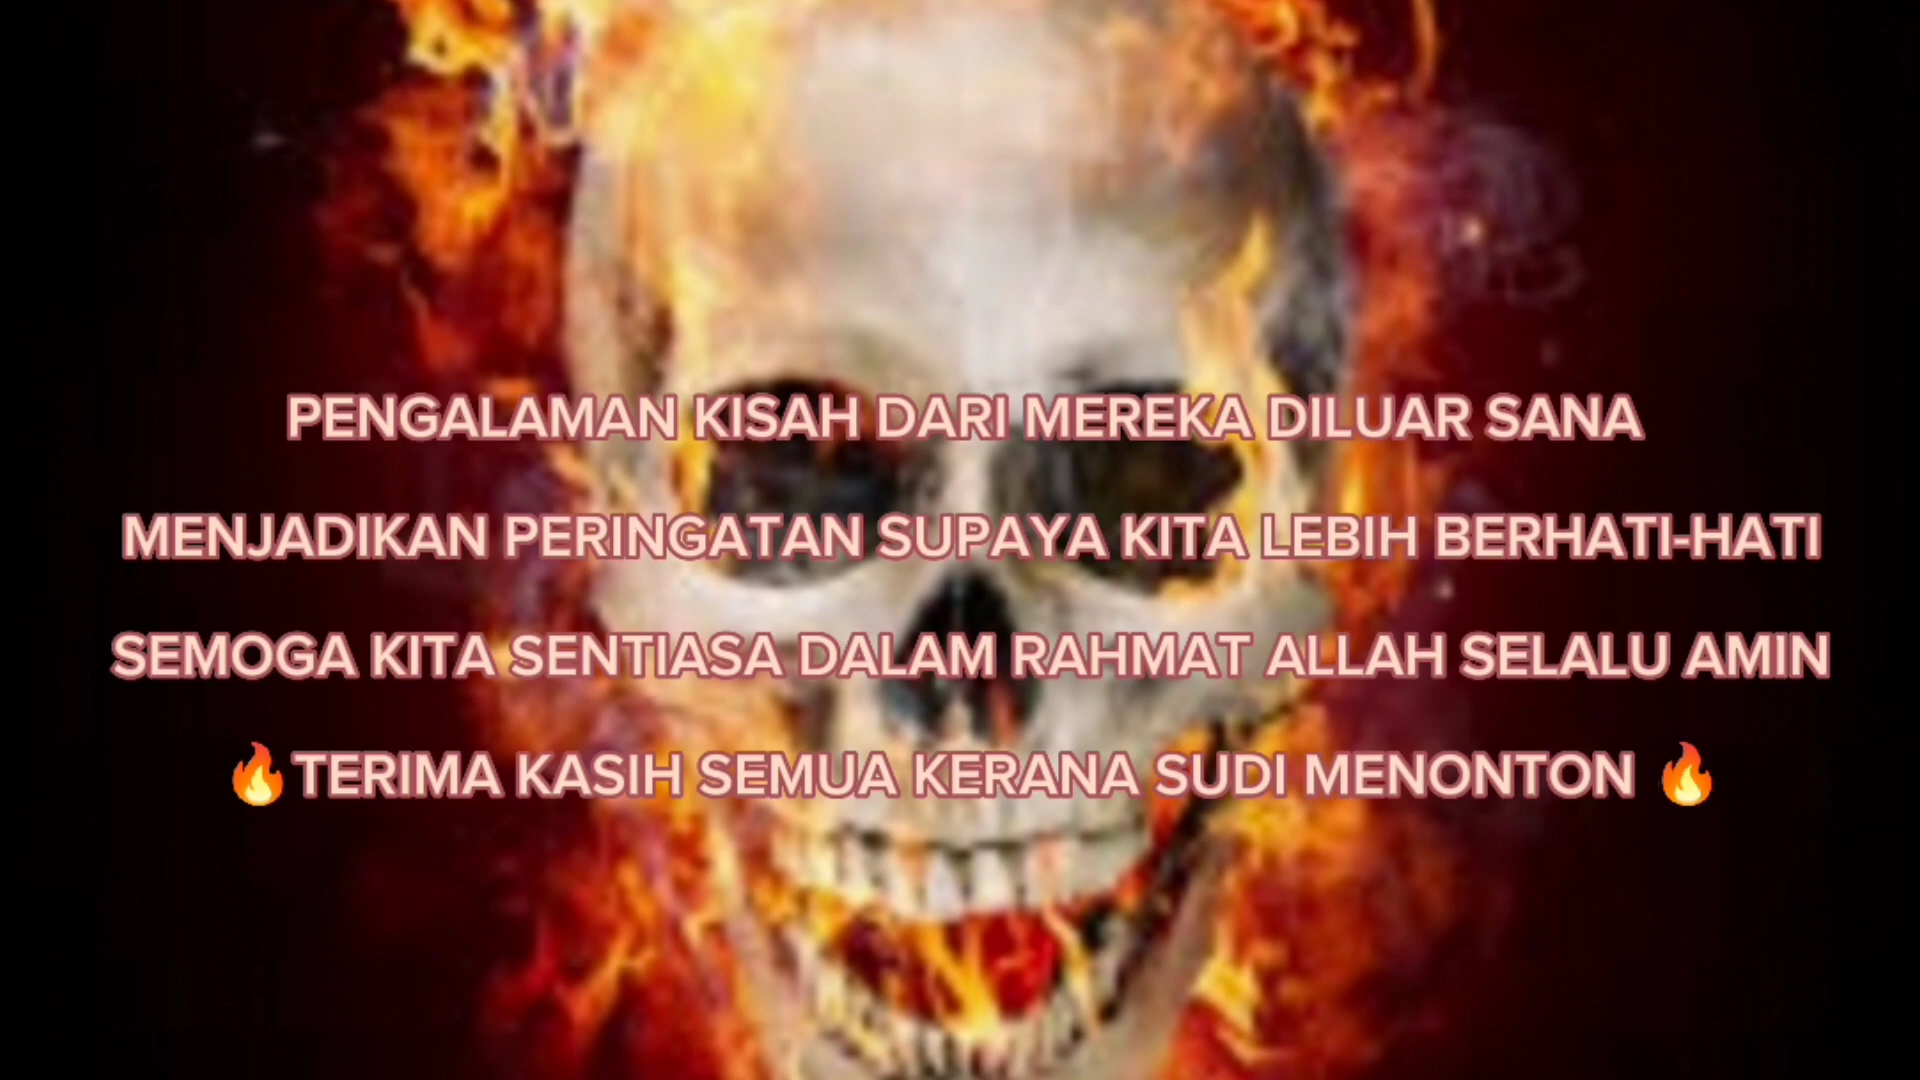 PENGALAMAN KISAH DARI MEREKA DILUAR SANA
MENJADIKAN PERINGATAN SUPAYA KITA LEBIH BERHATI-HATI
SEMOGA KITA SENTIASA DALAM RAHMAT ALLAH SELALU AMIN
🔥TERIMA KASIH SEMUA KERANA SUDI MENONTON 🔥